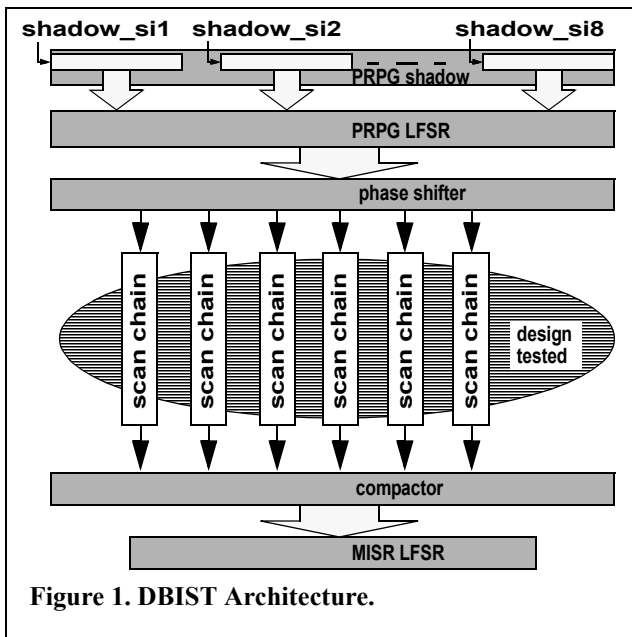 shadow_si1 shadow_si2 shadow_si8
PRPG shadow
PRPG LFSR
phase shifter
scan chain
scan chain
scan chain
scan chain
scan chain
scan chain
design
tested
compactor
MISR LFSR
Figure 1. DBIST Architecture.